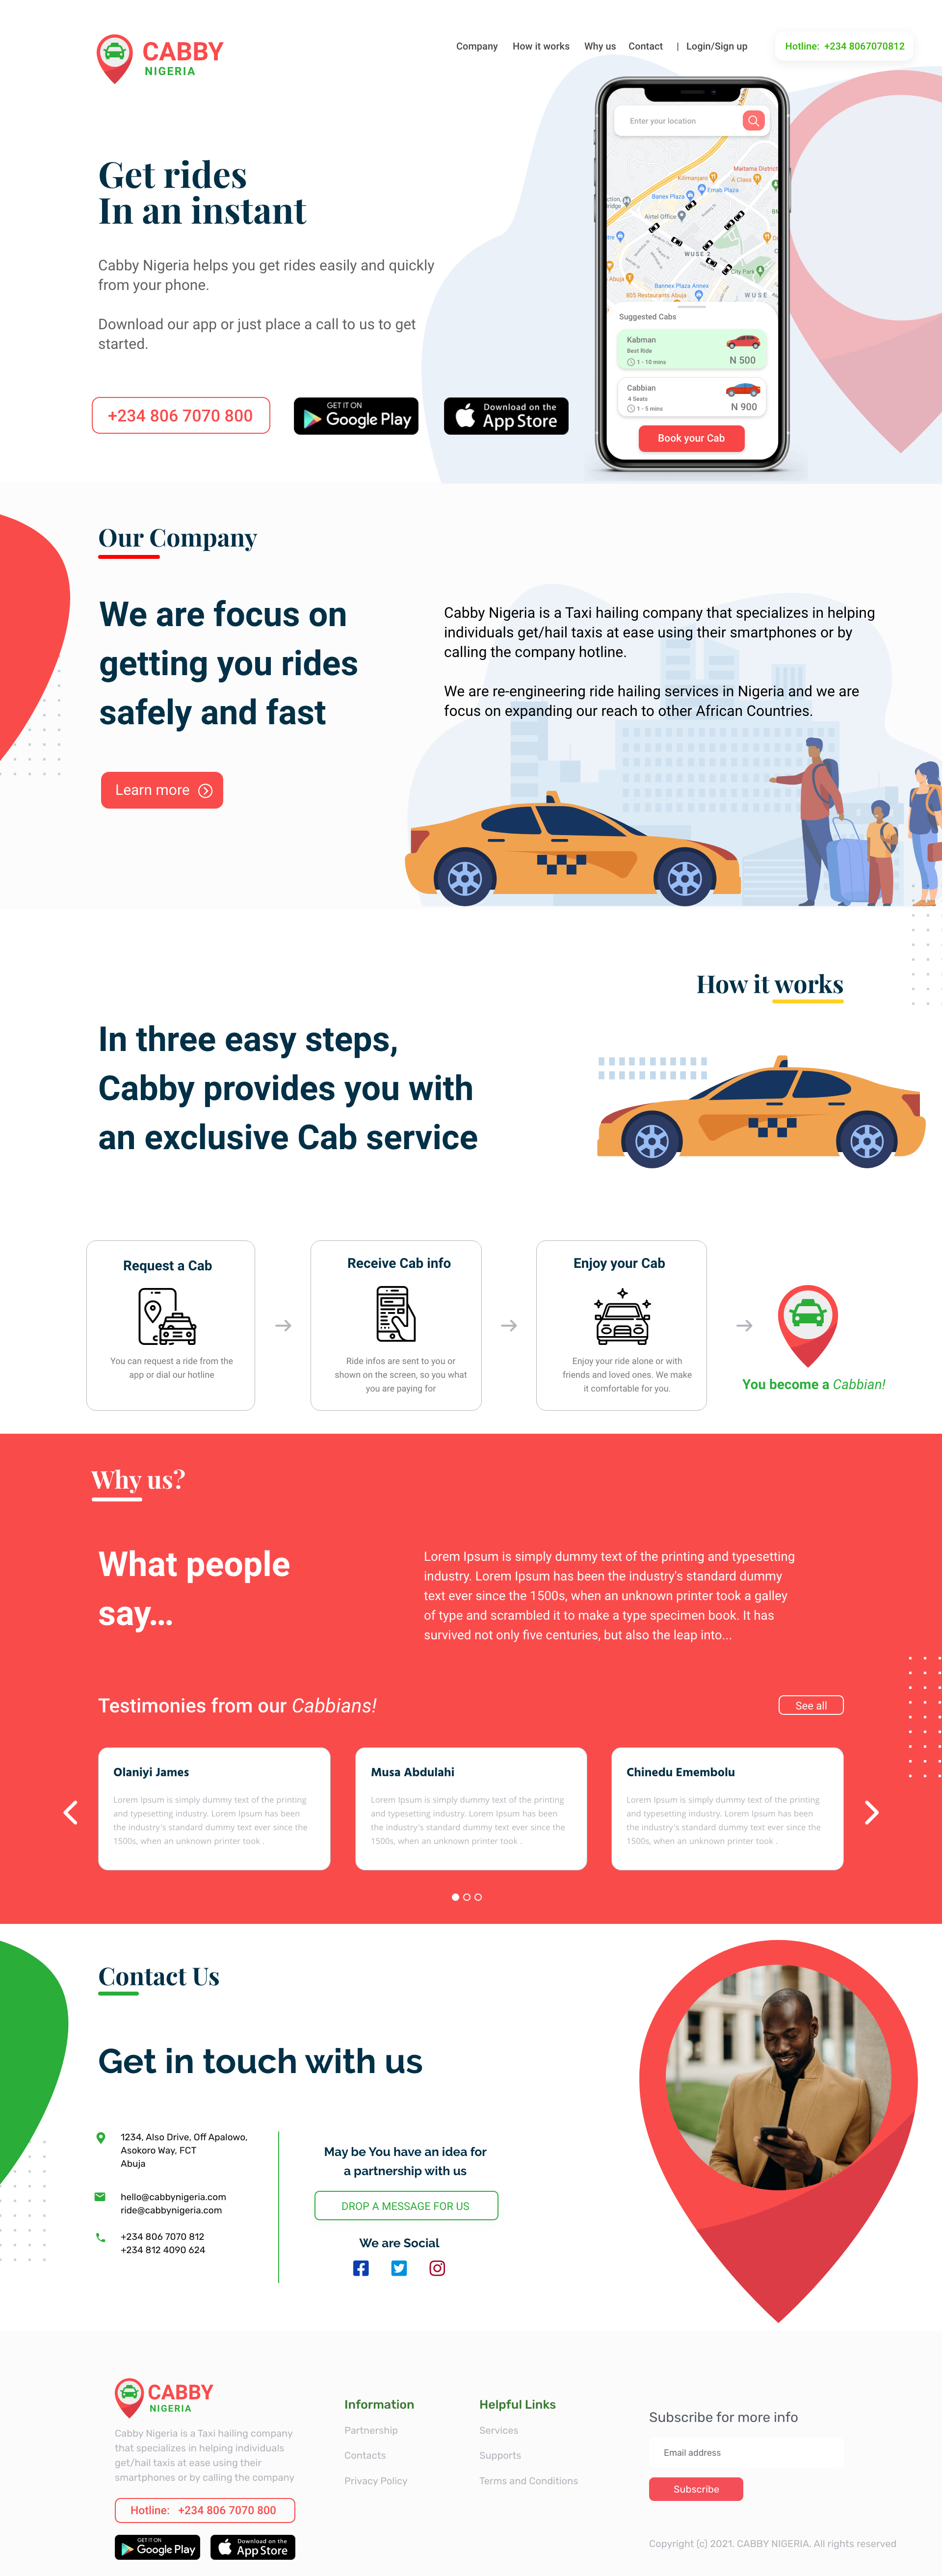 CABBY
NIGERIA
Company How it works Why us Contact | Login/Sign up
Hotline: +234 8067070812
Get rides
In an instant
Cabby Nigeria helps you get rides easily and quickly
from your phone.
Download our app or just place a call to us to get
started.
+234 806 7070 800
GET IT ON
Google Play
Download on the
App Store
Enter your location
Maitama District
Kilimanjaro
A Class
Banex Plaza
Emab Plaza
Airtel Office
WUSE 2
City Park
Abuja
Bannex Plaza Annex
805 Restaurants Abuja
WUSE
Suggested Cabs
Kabman
Best Ride
1 - 10 mins
N 500
Cabbian
4 Seats
1 - 5 mins
N 900
Book your Cab
Our Company
We are focus on
getting you rides
safely and fast
Learn more
Cabby Nigeria is a Taxi hailing company that specializes in helping
individuals get/hail taxis at ease using their smartphones or by
calling the company hotline.
We are re-engineering ride hailing services in Nigeria and we are
focus on expanding our reach to other African Countries.
How it works
In three easy steps,
Cabby provides you with
an exclusive Cab service
Request a Cab
You can request a ride from the
app or dial our hotline
Receive Cab info
Ride infos are sent to you or
shown on the screen, so you what
you are paying for
Enjoy your Cab
Enjoy your ride alone or with
friends and loved ones. We make
it comfortable for you.
You become a Cabbian!
Why us?
What people
say...
Lorem Ipsum is simply dummy text of the printing and typesetting
industry. Lorem Ipsum has been the industry's standard dummy
text ever since the 1500s, when an unknown printer took a galley
of type and scrambled it to make a type specimen book. It has
survived not only five centuries, but also the leap into...
Testimonies from our Cabbians!
See all
Olaniyi James
Lorem Ipsum is simply dummy text of the printing
and typesetting industry. Lorem Ipsum has been
the industry's standard dummy text ever since the
1500s, when an unknown printer took .
Musa Abdulahi
Lorem Ipsum is simply dummy text of the printing
and typesetting industry. Lorem Ipsum has been
the industry's standard dummy text ever since the
1500s, when an unknown printer took .
Chinedu Emembolu
Lorem Ipsum is simply dummy text of the printing
and typesetting industry. Lorem Ipsum has been
the industry's standard dummy text ever since the
1500s, when an unknown printer took .
Contact Us
Get in touch with us
1234, Also Drive, Off Apalowo,
Asokoro Way, FCT
Abuja
hello@cabbynigeria.com
ride@cabbynigeria.com
+234 806 7070 812
+234 812 4090 624
May be You have an idea for
a partnership with us
DROP A MESSAGE FOR US
We are Social
CABBY
NIGERIA
Cabby Nigeria is a Taxi hailing company
that specializes in helping individuals
get/hail taxis at ease using their
smartphones or by calling the company
Hotline: +234 806 7070 800
GET IT ON
Google Play
Download on the
App Store
Information
Partnership
Contacts
Privacy Policy
Helpful Links
Services
Supports
Terms and Conditions
Subscribe for more info
Email address
Subscribe
Copyright (c) 2021. CABBY NIGERIA. All rights reserved